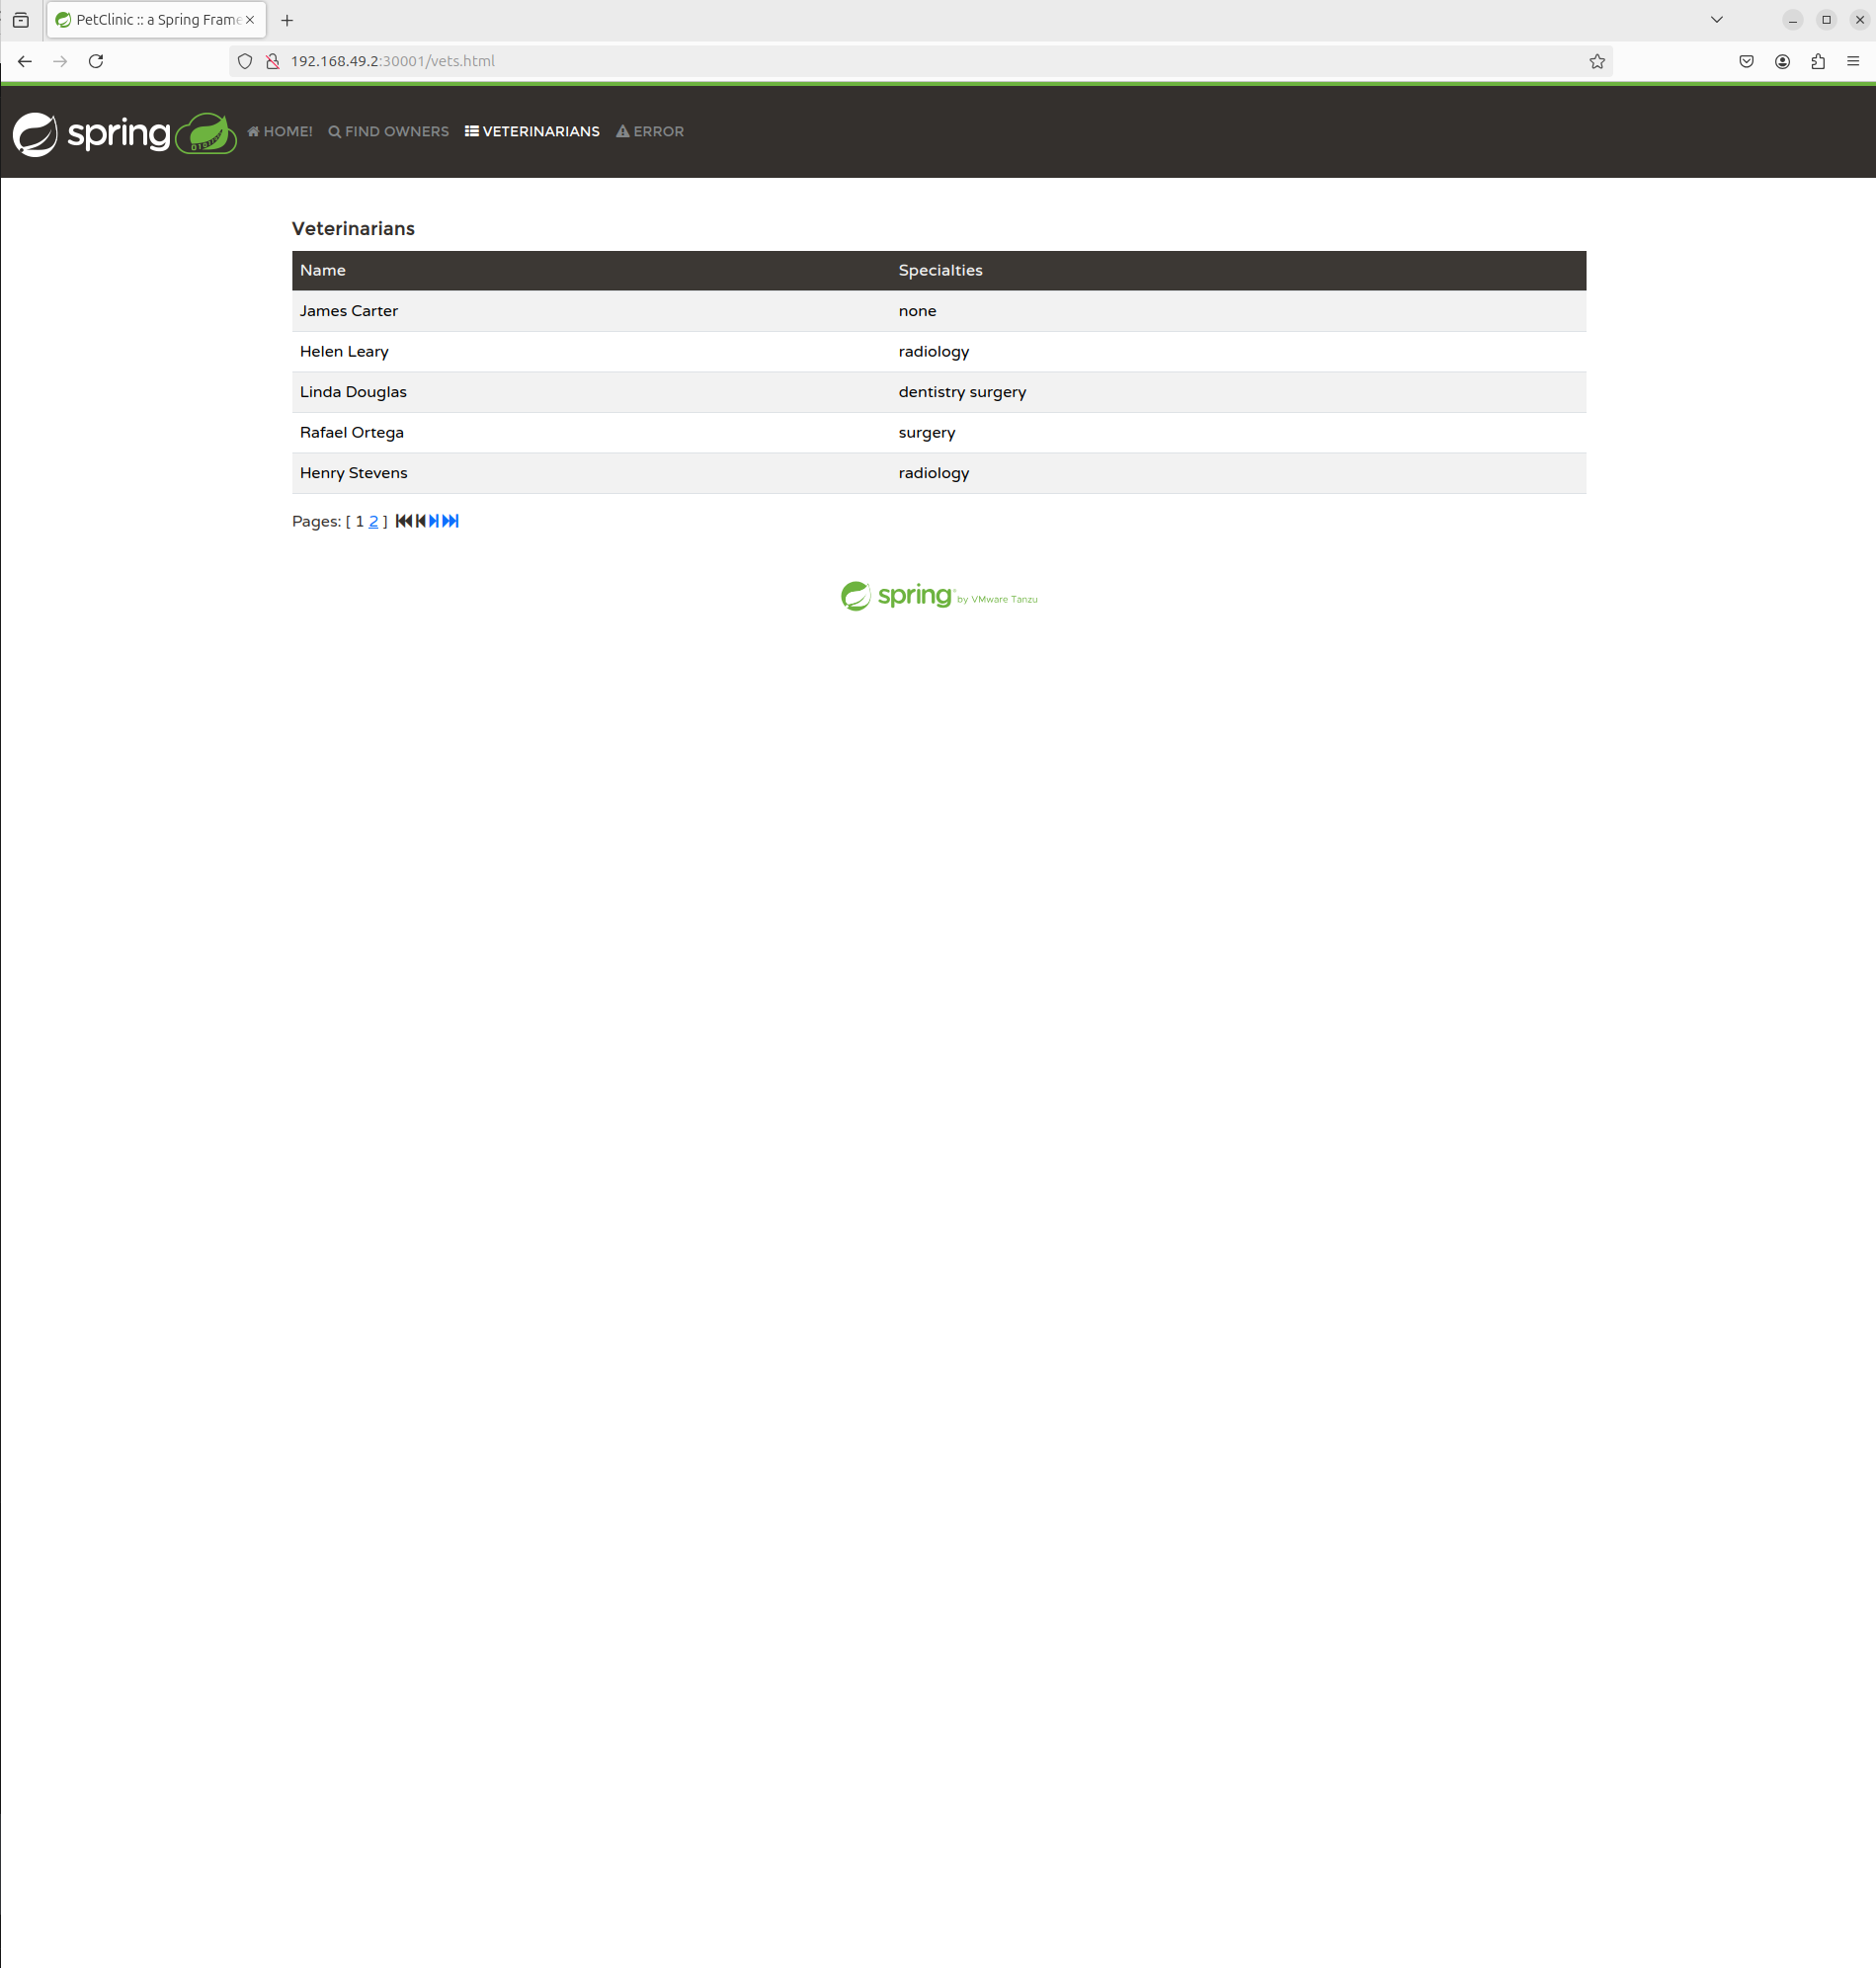 PetClinic :: a Spring Frame
192.168.49.2:30001/vets.html
spring HOME! FIND OWNERS VETERINARIANS ERROR
Veterinarians
Name Specialties
James Carter none
Helen Leary radiology
Linda Douglas dentistry surgery
Rafael Ortega surgery
Henry Stevens radiology
Pages: [ 1 2 ]
spring by VMware Tanzu